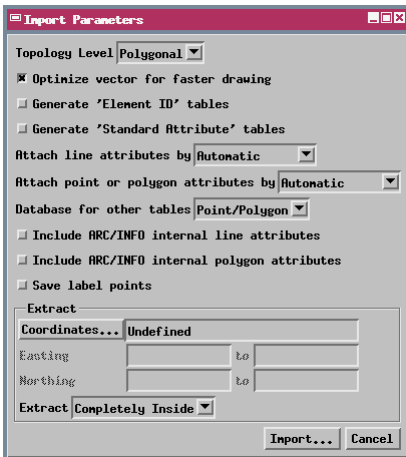 Import Parameters
Topology Level Polygonal
Optimize vector for faster drawing
Generate 'Element ID' tables
Generate 'Standard Attribute' tables
Attach line attributes by Automatic
Attach point or polygon attributes by Automatic
Database for other tables Point/Polygon
Include ARC/INFO internal line attributes
Include ARC/INFO internal polygon attributes
Save label points
Extract
Coordinates... Undefined
Easting to
Northing to
Extract Completely Inside
Import... Cancel